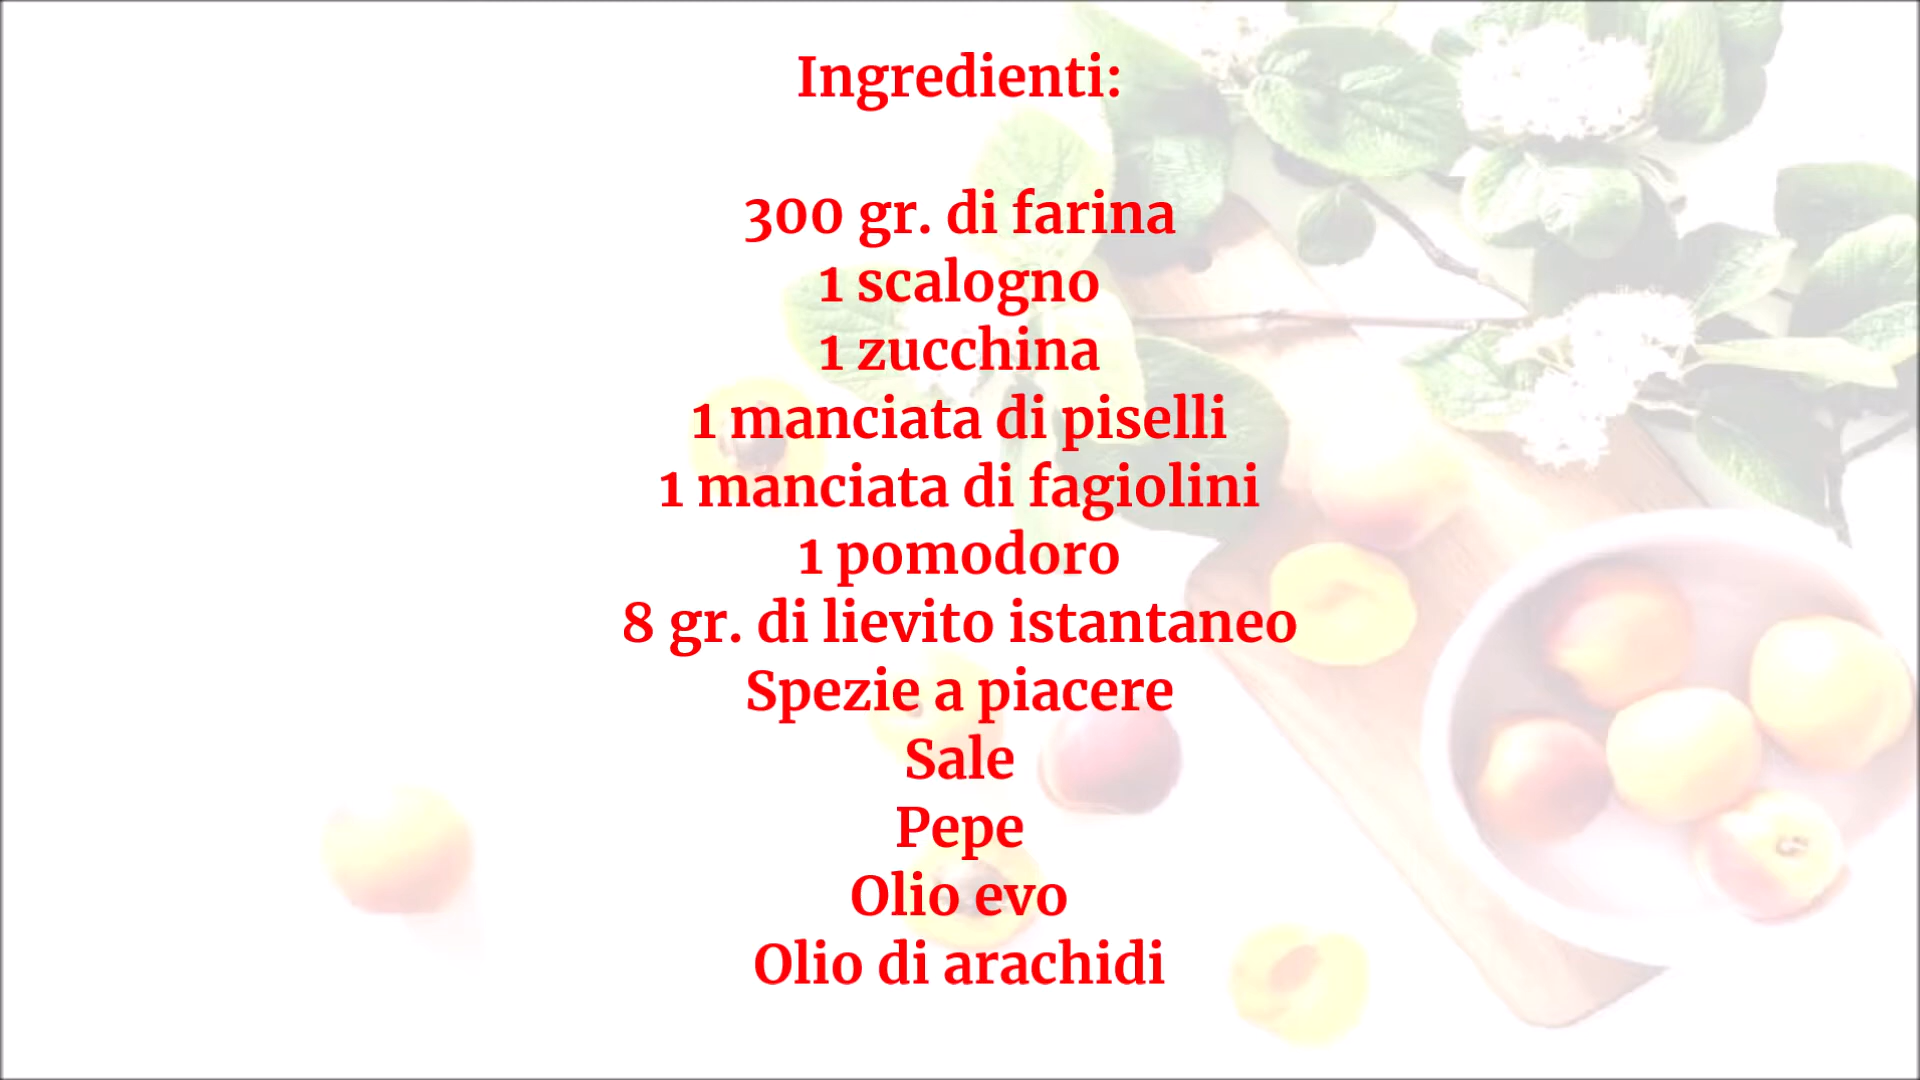 Ingredienti:
300 gr. di farina
1 scalogno
1 zucchina
1 manciata di piselli
1 manciata di fagiolini
1 pomodoro
8 gr. di lievito istantaneo
Spezie a piacere
Sale
Pepe
Olio evo
Olio di arachidi